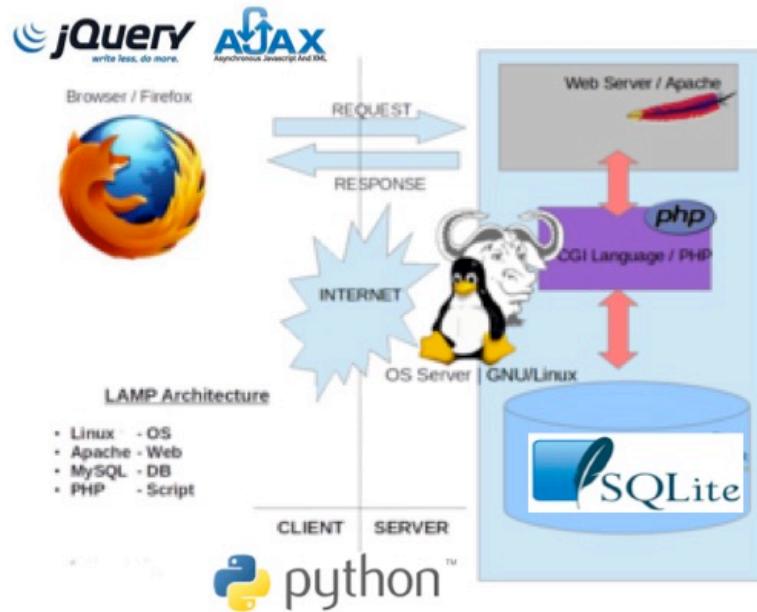 jQuery
write less, do more.
AJAX
Asynchronous Javascript And XML
Browser / Firefox
REQUEST
RESPONSE
Web Server / Apache
php
CGI Language / PHP
INTERNET
OS Server | GNU/Linux
LAMP Architecture
• Linux - OS
• Apache - Web
• MySQL - DB
• PHP - Script
SQLite
CLIENT
SERVER
python™